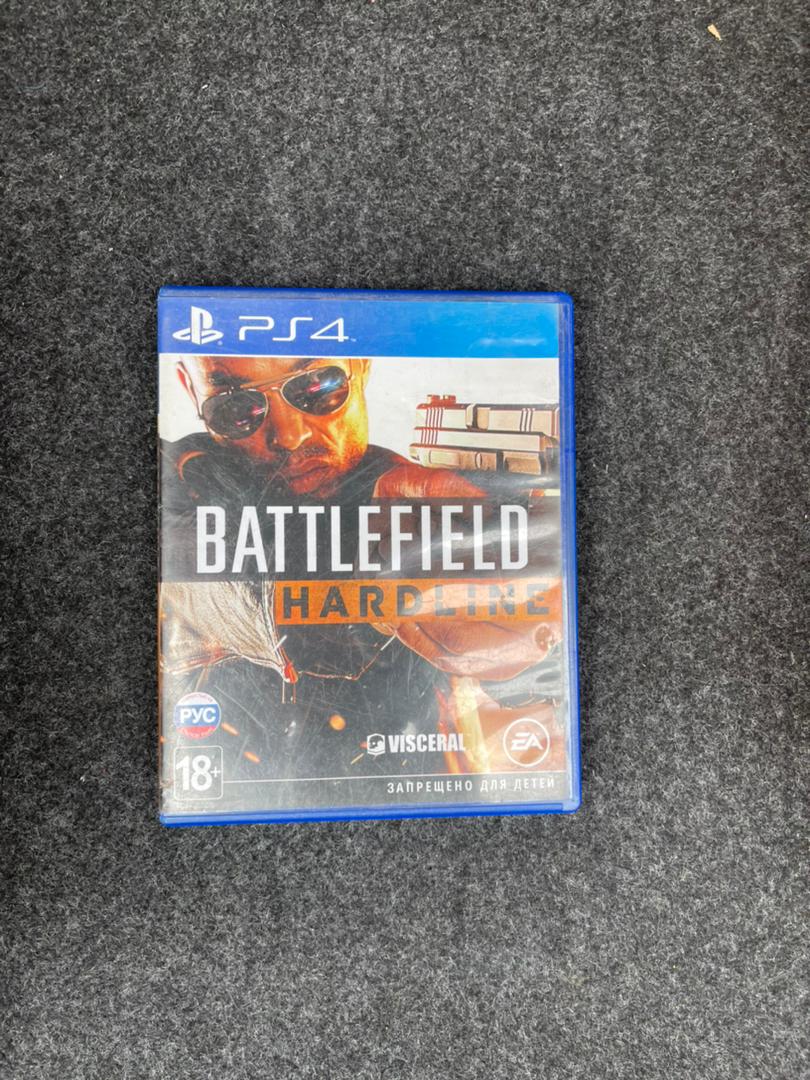 PS4
BATTLEFIELD
HARDLINE
РУС
VISCERAL
EA
18+
ЗАПРЕЩЕНО ДЛЯ ДЕТЕЙ